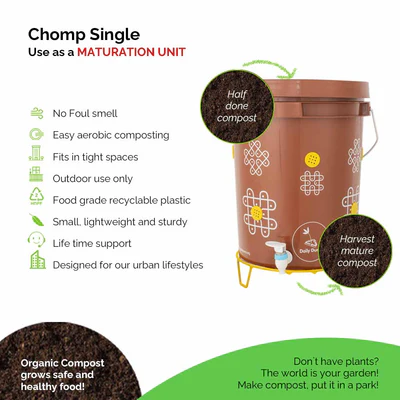 Chomp Single
Use as a MATURATION UNIT
No Foul smell
Easy aerobic composting
Fits in tight spaces
Outdoor use only
Food grade recyclable plastic
Small, lightweight and sturdy
Life time support
Designed for our urban lifestyles
Half
done
compost
Daily
Harvest
mature
compost
Organic Compost
grows safe and
healthy food!
Don't have plants?
The world is your garden!
Make compost, put it in a park!